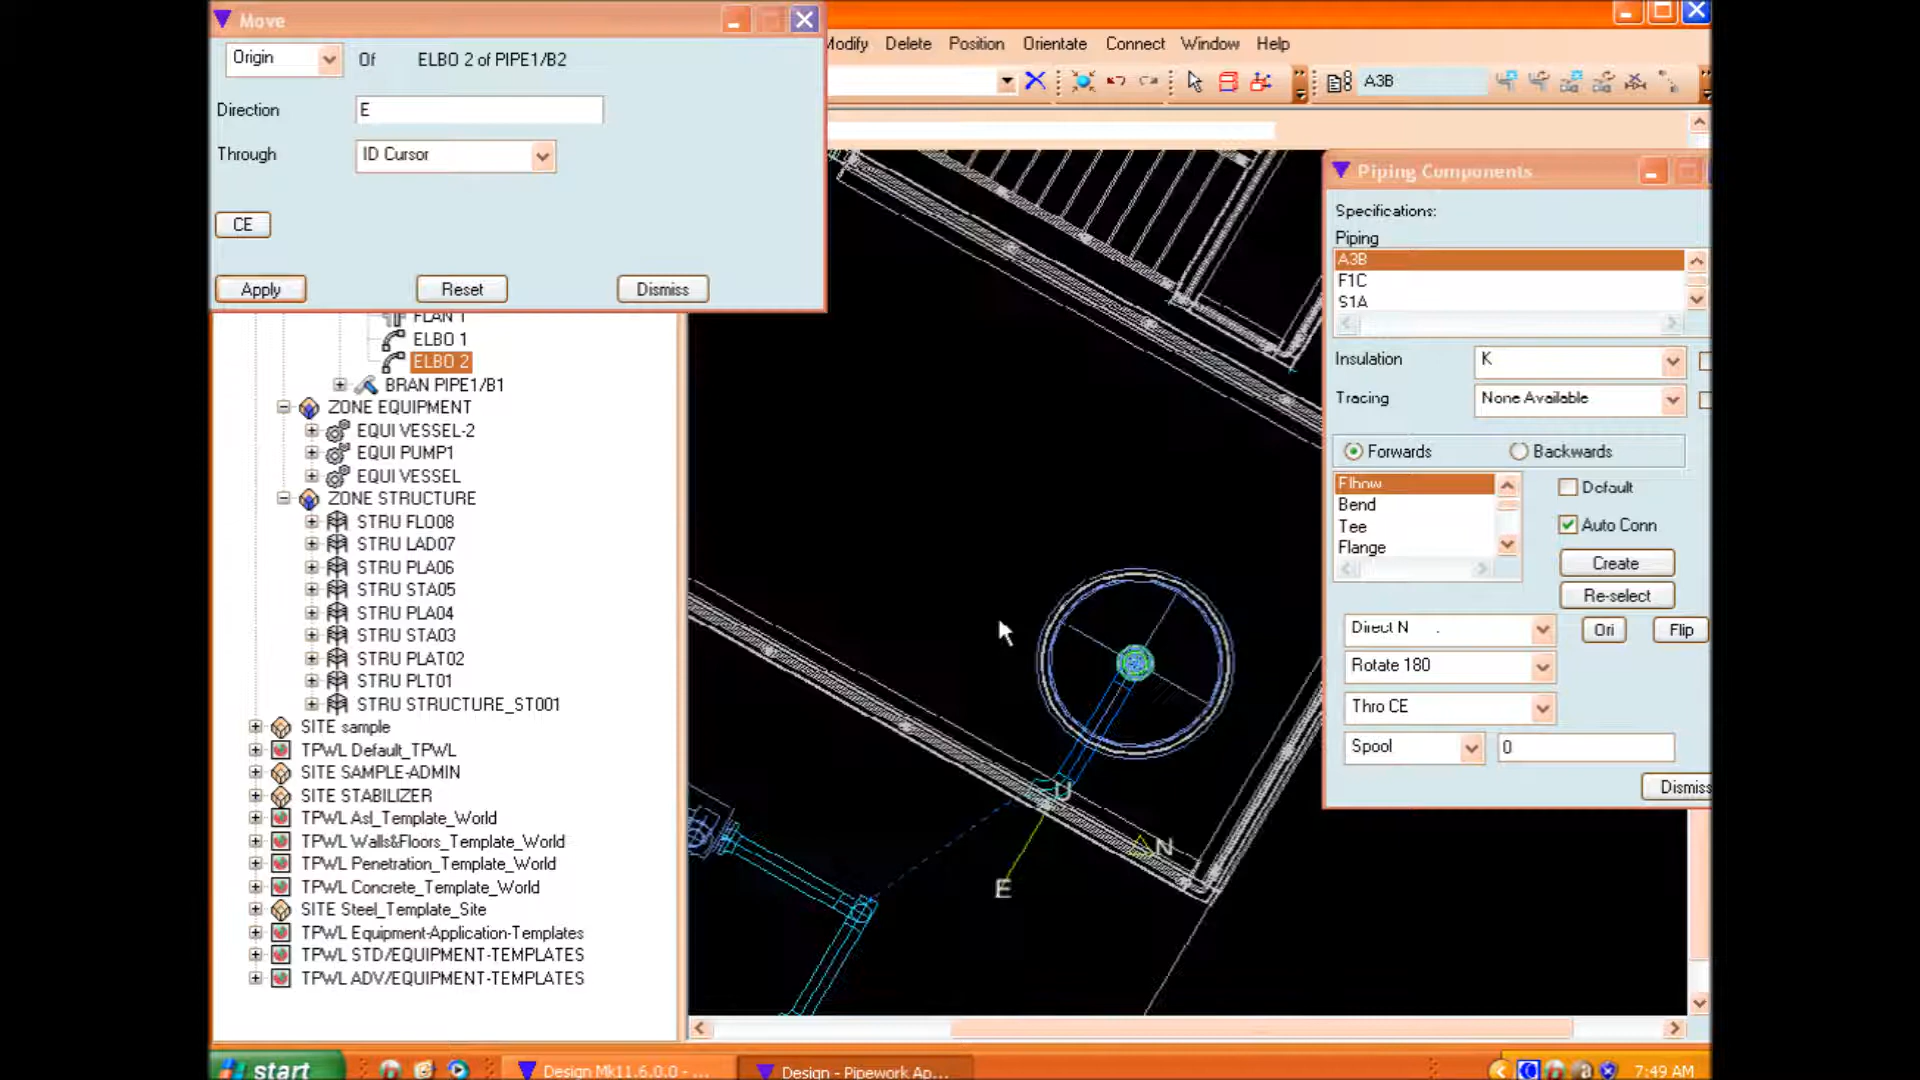 Move
Origin
Of
ELBO 2 of PIPE1/B2
Direction
E
Through
ID Cursor
CE
Apply
Reset
Dismiss
Modify
Delete
Position
Orientate
Connect
Window
Help
A3B
FLAN 1
ELBO 1
ELBO 2
BRAN PIPE1/B1
ZONE EQUIPMENT
EQUI VESSEL-2
EQUI PUMP1
EQUI VESSEL
ZONE STRUCTURE
STRU FLO08
STRU LAD07
STRU PLA06
STRU STA05
STRU PLA04
STRU STA03
STRU PLAT02
STRU PLT01
STRU STRUCTURE_ST001
SITE sample
TPWL Default_TPWL
SITE SAMPLE-ADMIN
SITE STABILIZER
TPWL Asl_Template_World
TPWL Walls&Floors_Template_World
TPWL Penetration_Template_World
TPWL Concrete_Template_World
SITE Steel_Template_Site
TPWL Equipment-Application-Templates
TPWL STD/EQUIPMENT-TEMPLATES
TPWL ADV/EQUIPMENT-TEMPLATES
U
N
E
Piping Components
Specifications:
Piping
A3B
F1C
S1A
Insulation
K
Tracing
None Available
Forwards
Backwards
Elbow
Bend
Tee
Flange
Default
Auto Conn
Create
Re-select
Direct N
Ori
Flip
Rotate 180
Thro CE
Spool
0
Dismiss
start
Design Mk11.6.0.0 - ...
Design - Pipework Ap...
7:49 AM